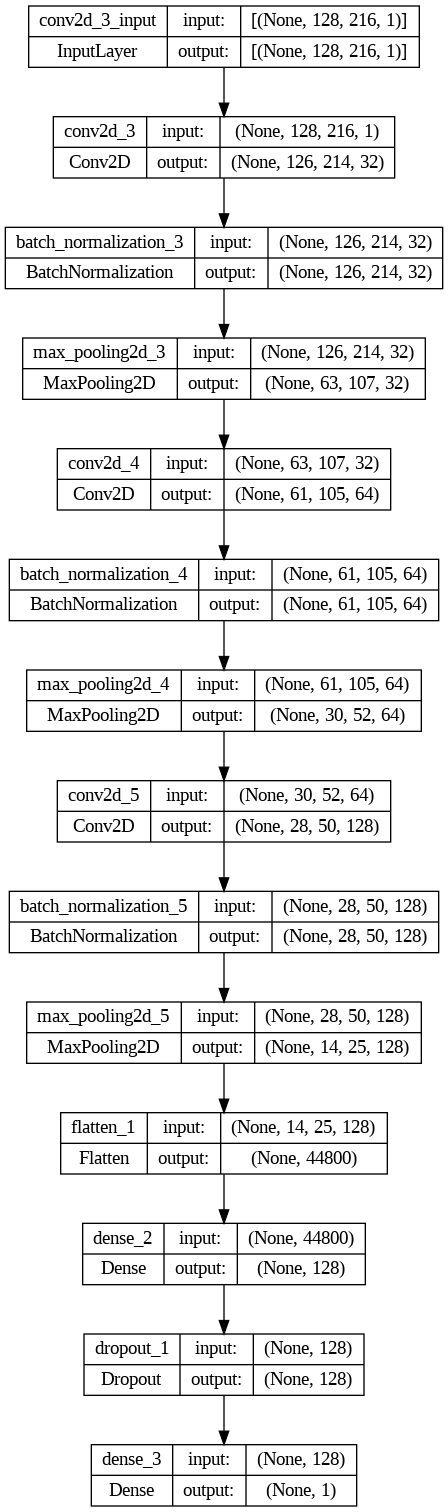 conv2d_3_input input: [(None, 128, 216, 1)]
InputLayer output: [(None, 128, 216, 1)]
conv2d_3 input: (None, 128, 216, 1)
Conv2D output: (None, 126, 214, 32)
batch_normalization_3 input: (None, 126, 214, 32)
BatchNormalization output: (None, 126, 214, 32)
max_pooling2d_3 input: (None, 126, 214, 32)
MaxPooling2D output: (None, 63, 107, 32)
conv2d_4 input: (None, 63, 107, 32)
Conv2D output: (None, 61, 105, 64)
batch_normalization_4 input: (None, 61, 105, 64)
BatchNormalization output: (None, 61, 105, 64)
max_pooling2d_4 input: (None, 61, 105, 64)
MaxPooling2D output: (None, 30, 52, 64)
conv2d_5 input: (None, 30, 52, 64)
Conv2D output: (None, 28, 50, 128)
batch_normalization_5 input: (None, 28, 50, 128)
BatchNormalization output: (None, 28, 50, 128)
max_pooling2d_5 input: (None, 28, 50, 128)
MaxPooling2D output: (None, 14, 25, 128)
flatten_1 input: (None, 14, 25, 128)
Flatten output: (None, 44800)
dense_2 input: (None, 44800)
Dense output: (None, 128)
dropout_1 input: (None, 128)
Dropout output: (None, 128)
dense_3 input: (None, 128)
Dense output: (None, 1)